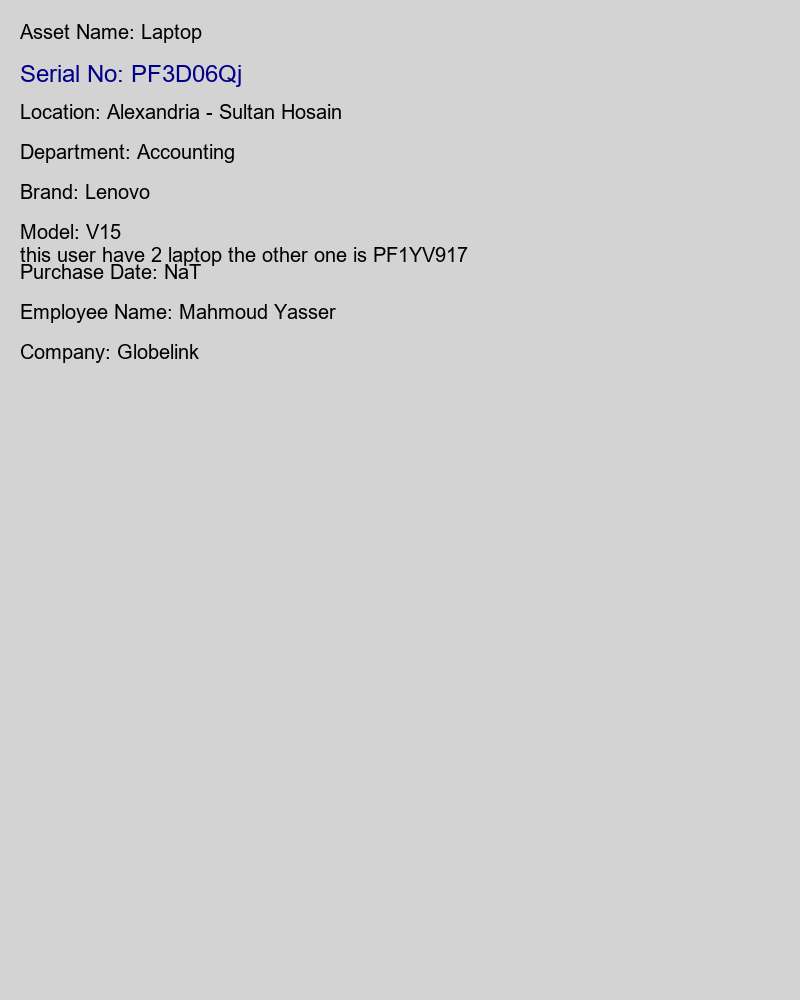 Asset Name: Laptop
Serial No: PF3D06Qj
Location: Alexandria - Sultan Hosain
Department: Accounting
Brand: Lenovo
Model: V15
this user have 2 laptop the other one is PF1YV917
Purchase Date: NaT
Employee Name: Mahmoud Yasser
Company: Globelink